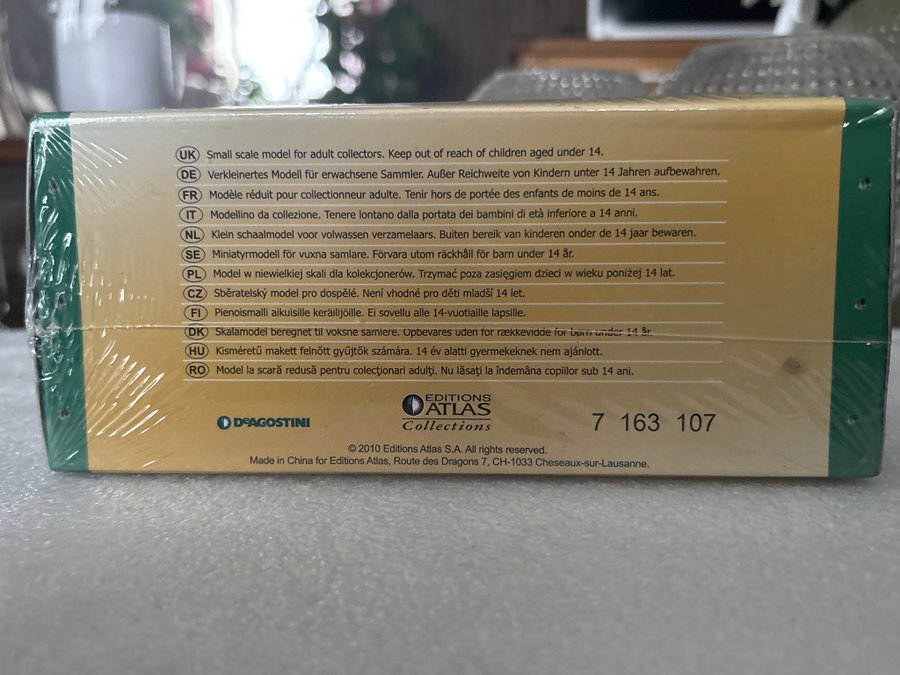 UK Small scale model for adult collectors. Keep out of reach of children aged under 14.
DE Verkleinertes Modell für erwachsene Sammler. Außer Reichweite von Kindern unter 14 Jahren aufbewahren.
FR Modèle réduit pour collectionneur adulte. Tenir hors de portée des enfants de moins de 14 ans.
IT Modellino da collezione. Tenere lontano dalla portata dei bambini di età inferiore a 14 anni.
NL Klein schaalmodel voor volwassen verzamelaars. Buiten bereik van kinderen onder de 14 jaar bewaren.
SE Miniatyrmodell för vuxna samlare. Förvara utom räckhåll för barn under 14 år.
PL Model w niewielkiej skali dla kolekcjonerów. Trzymać poza zasięgiem dzieci w wieku poniżej 14 lat.
CZ Sběratelský model pro dospělé. Není vhodné pro děti mladší 14 let.
FI Pienoismalli aikuisille keräilijöille. Ei sovellu alle 14-vuotiaille lapsille.
DK Skalamodel beregnet til voksne samlere. Opbevares uden for rækkevidde for børn under 14 år.
HU Kisméretű makett felnőtt gyűjtők számára. 14 év alatti gyermekeknek nem ajánlott.
RO Model la scară redusă pentru colecționari adulți. Nu lăsați la îndemâna copiilor sub 14 ani.
DeAGOSTINI
EDITIONS
ATLAS
Collections
7 163 107
© 2010 Editions Atlas S.A. All rights reserved.
Made in China for Editions Atlas, Route des Dragons 7, CH-1033 Cheseaux-sur-Lausanne.